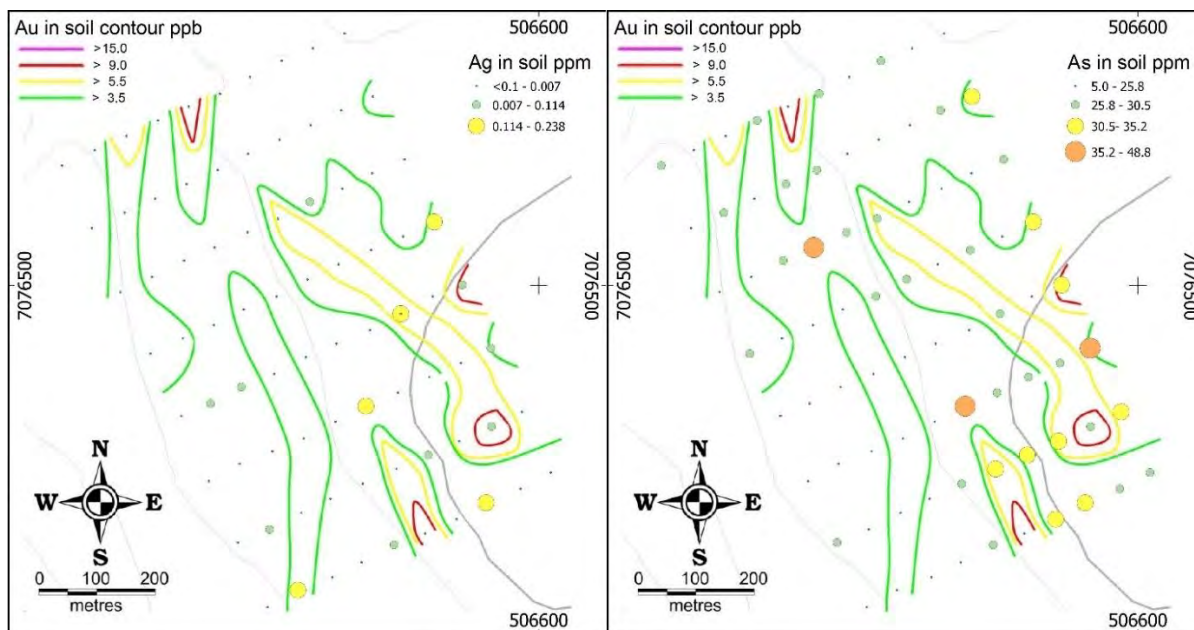 Au in soil contour ppb
>15.0
> 9.0
> 5.5
> 3.5
506600
Ag in soil ppm
<0.1 - 0.007
0.007 - 0.114
0.114 - 0.238
7076500
7076500
N
W E
S
0 100 200
metres
506600
Au in soil contour ppb
>15.0
> 9.0
> 5.5
> 3.5
506600
As in soil ppm
5.0 - 25.8
25.8 - 30.5
30.5- 35.2
35.2 - 48.8
7076500
7076500
N
W E
S
0 100 200
metres
506600